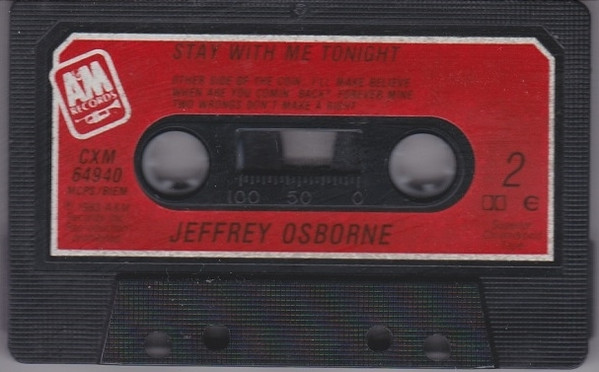 STAY WITH ME TONIGHT
OTHER SIDE OF THE COIN, I'LL MAKE BELIEVE
WHEN ARE YOU COMIN' BACK? FOREVER MINE
TWO WRONGS DON'T MAKE A RIGHT
A&M
RECORDS
CXM
64940
MCPS/BIEM
2
100 50 0
JEFFREY OSBORNE